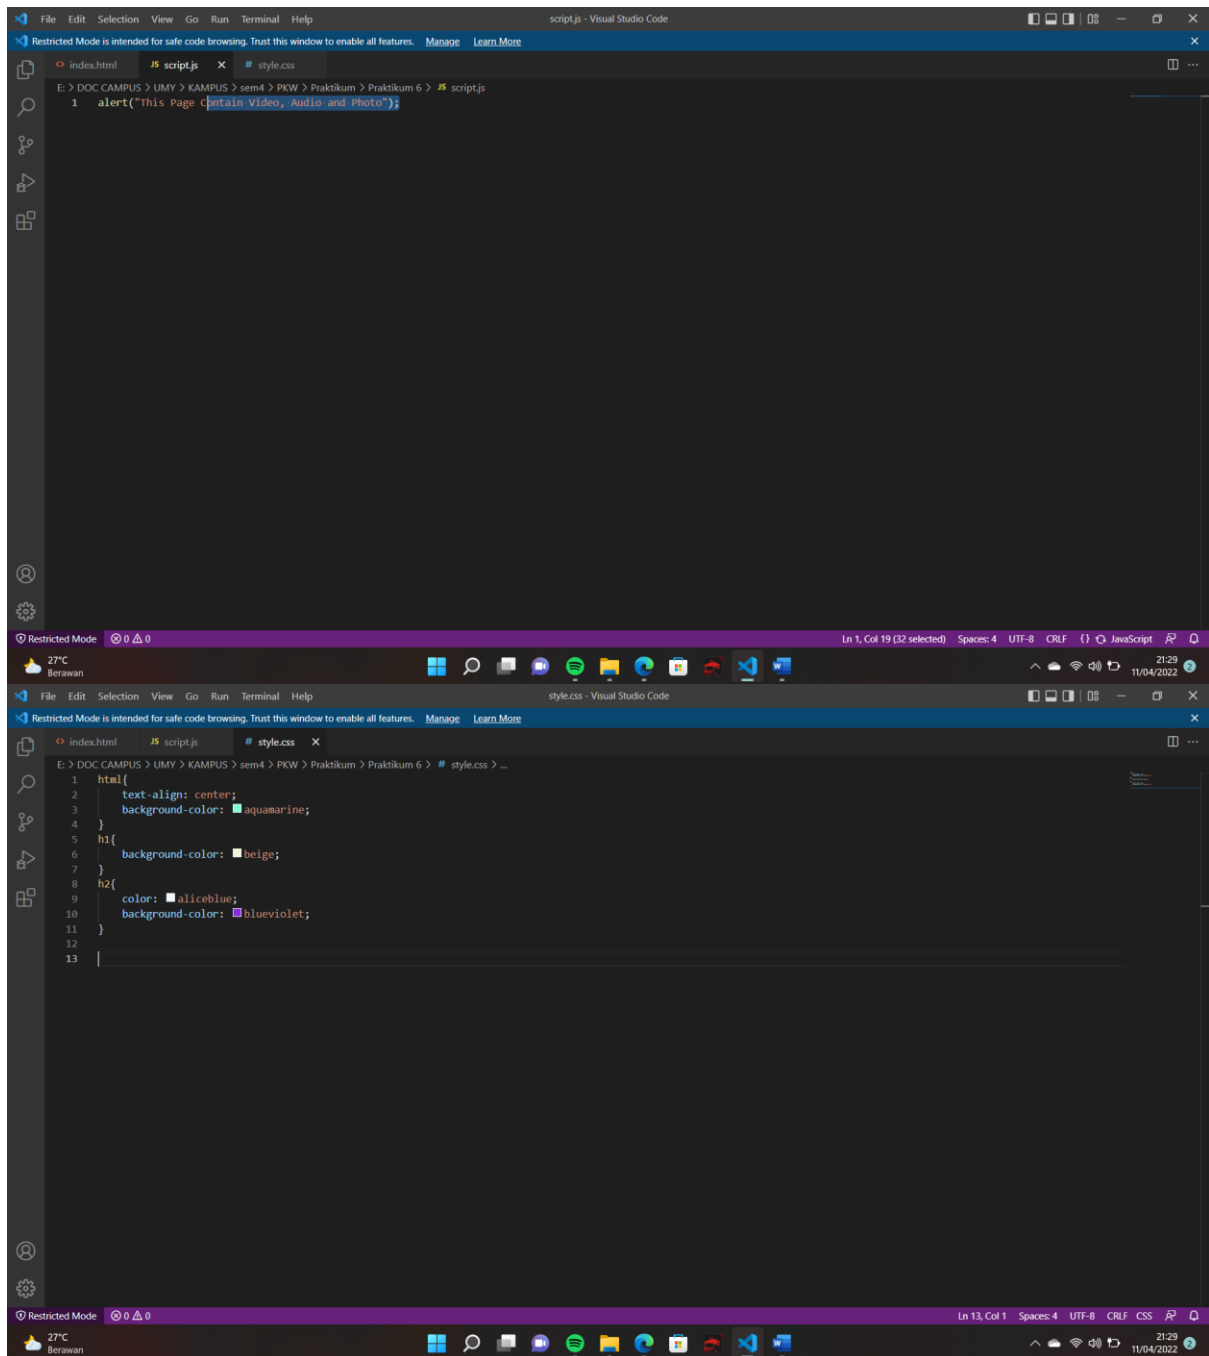 File Edit Selection View Go Run Terminal Help script.js - Visual Studio Code
Restricted Mode is intended for safe code browsing. Trust this window to enable all features. Manage Learn More
index.html JS script.js # style.css
E: > DOC CAMPUS > UMY > KAMPUS > sem4 > PKW > Praktikum > Praktikum 6 > JS script.js
1 alert("This Page Contain Video, Audio and Photo");
Restricted Mode 0 0 Ln 1, Col 19 (32 selected) Spaces: 4 UTF-8 CRLF {} JavaScript
27°C 21:29
Berawan 11/04/2022 2
File Edit Selection View Go Run Terminal Help style.css - Visual Studio Code
Restricted Mode is intended for safe code browsing. Trust this window to enable all features. Manage Learn More
index.html JS script.js # style.css
E: > DOC CAMPUS > UMY > KAMPUS > sem4 > PKW > Praktikum > Praktikum 6 > # style.css > ...
1 html{
2 text-align: center;
3 background-color: aquamarine;
4 }
5 h1{
6 background-color: beige;
7 }
8 h2{
9 color: aliceblue;
10 background-color: blueviolet;
11 }
12
13
Restricted Mode 0 0 Ln 13, Col 1 Spaces: 4 UTF-8 CRLF CSS
27°C 21:29
Berawan 11/04/2022 2